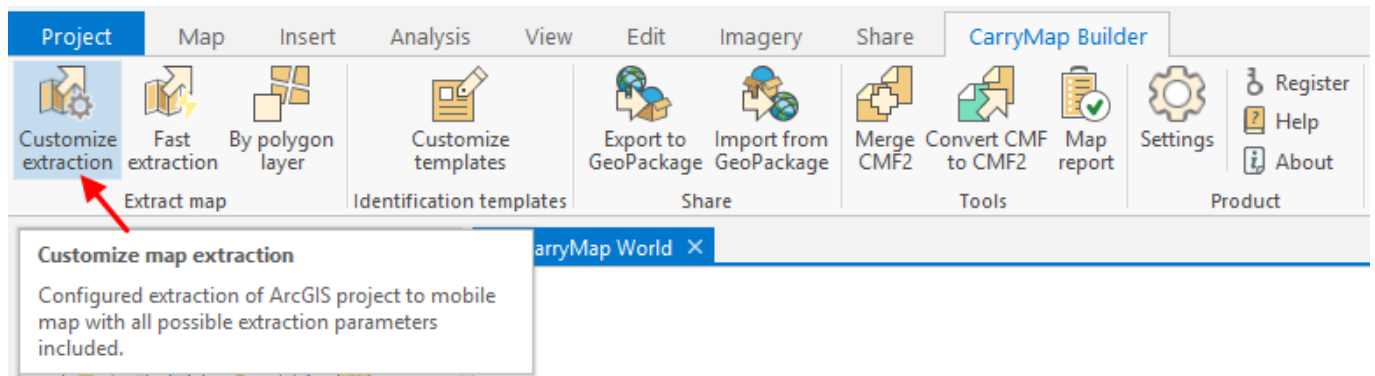 Project Map Insert Analysis View Edit Imagery Share CarryMap Builder
Customize extraction
Fast extraction
By polygon layer
Customize templates
Export to GeoPackage
Import from GeoPackage
Merge CMF2
Convert CMF to CMF2
Map report
Settings
Register
Help
About
Extract map
Identification templates
Share
Tools
Product
arryMap World
Customize map extraction
Configured extraction of ArcGIS project to mobile
map with all possible extraction parameters
included.